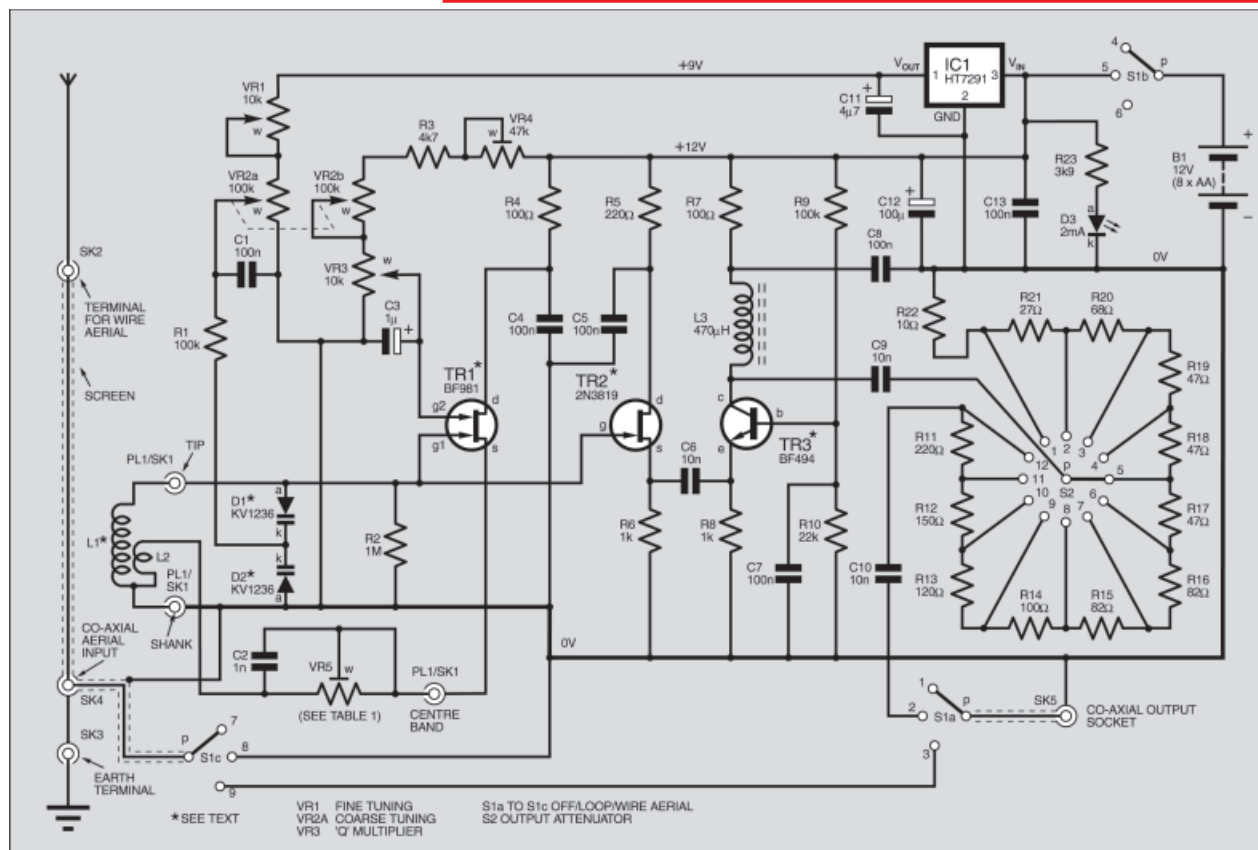 +9V
VR1
10k
w
VOUT
1
IC1
HT7291
3
VIN
2
GND
4
5
S1b
P
6
+
C11
4µ7
R3
4k7
w
VR4
47k
VR2a
100k
w
VR2b
100k
w
+12V
R4
100Ω
R5
220Ω
R7
100Ω
R9
100k
+
C12
100µ
C13
100n
R23
3k9
a
D3
2mA
k
+
B1
12V
(8 x AA)
−
0V
C1
100n
VR3
10k
w
C3
1µ
+
C8
100n
SK2
TERMINAL
FOR WIRE
AERIAL
R1
100k
C4
100n
C5
100n
L3
470µH
R22
10Ω
R21
27Ω
R20
68Ω
C9
10n
R19
47Ω
SCREEN
TR1*
BF981
g2
g1
d
s
TR2*
2N3819
g
d
s
c
b
e
TR3*
BF494
C10
10n
R11
220Ω
R18
47Ω
1
2
3
4
5
6
7
8
9
10
11
12
P
S2
TIP
PL1/SK1
C6
10n
D1*
KV1236
a
k
R2
1M
L1*
L2
PL1/
SK1
k
D2*
KV1236
a
R6
1k
R8
1k
C7
100n
R10
22k
R12
150Ω
R17
47Ω
R13
120Ω
R16
82Ω
R14
100Ω
R15
82Ω
SHANK
CO-AXIAL
AERIAL
INPUT
0V
C2
1n
VR5
w
(SEE TABLE 1)
PL1/SK1
CENTRE
BAND
SK4
SK3
EARTH
TERMINAL
P
7
S1c
8
9
1
2
S1a
P
3
SK5
CO-AXIAL OUTPUT
SOCKET
*SEE TEXT
VR1 FINE TUNING
VR2A COARSE TUNING
VR3 'Q' MULTIPLIER
S1a TO S1c OFF/LOOP/WIRE AERIAL
S2 OUTPUT ATTENUATOR